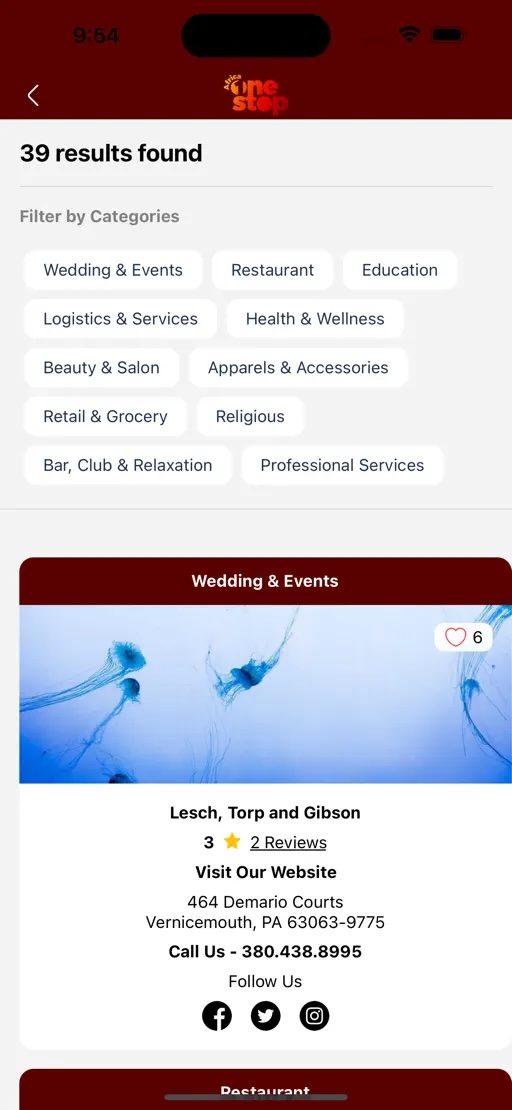 9:54
africa
one
stop
39 results found
Filter by Categories
Wedding & Events
Restaurant
Education
Logistics & Services
Health & Wellness
Beauty & Salon
Apparels & Accessories
Retail & Grocery
Religious
Bar, Club & Relaxation
Professional Services
Wedding & Events
6
Lesch, Torp and Gibson
3
2 Reviews
Visit Our Website
464 Demario Courts
Vernicemouth, PA 63063-9775
Call Us - 380.438.8995
Follow Us
Restaurant